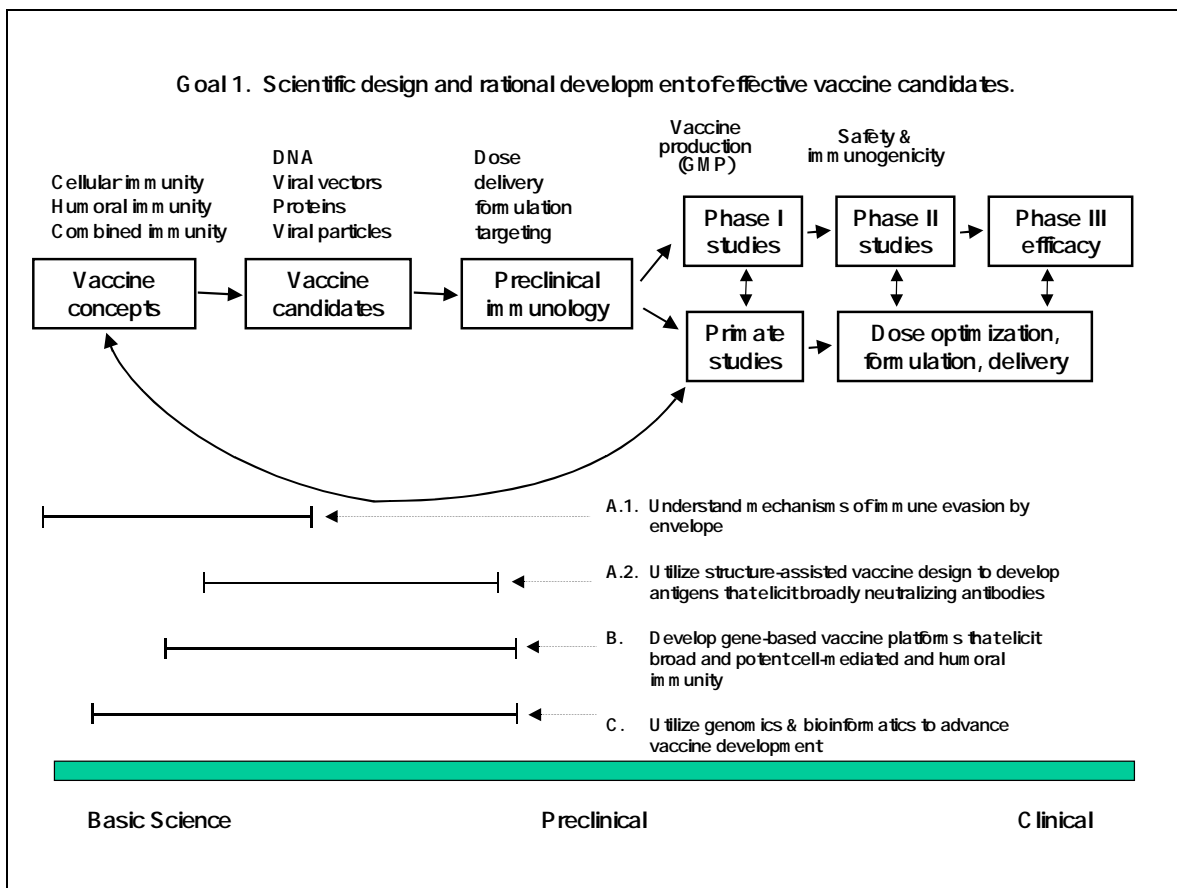 Goal 1. Scientific design and rational development of effective vaccine candidates.
Cellular immunity
Humoral immunity
Combined immunity
DNA
Viral vectors
Proteins
Viral particles
Dose
delivery
formulation
targeting
Vaccine
production
(GMP)
Safety &
immunogenicity
Vaccine
concepts
Vaccine
candidates
Preclinical
immunology
Phase I
studies
Phase II
studies
Phase III
efficacy
Primate
studies
Dose optimization,
formulation, delivery
A.1. Understand mechanisms of immune evasion by
envelope
A.2. Utilize structure-assisted vaccine design to develop
antigens that elicit broadly neutralizing antibodies
B. Develop gene-based vaccine platforms that elicit
broad and potent cell-mediated and humoral
immunity
C. Utilize genomics & bioinformatics to advance
vaccine development
Basic Science
Preclinical
Clinical